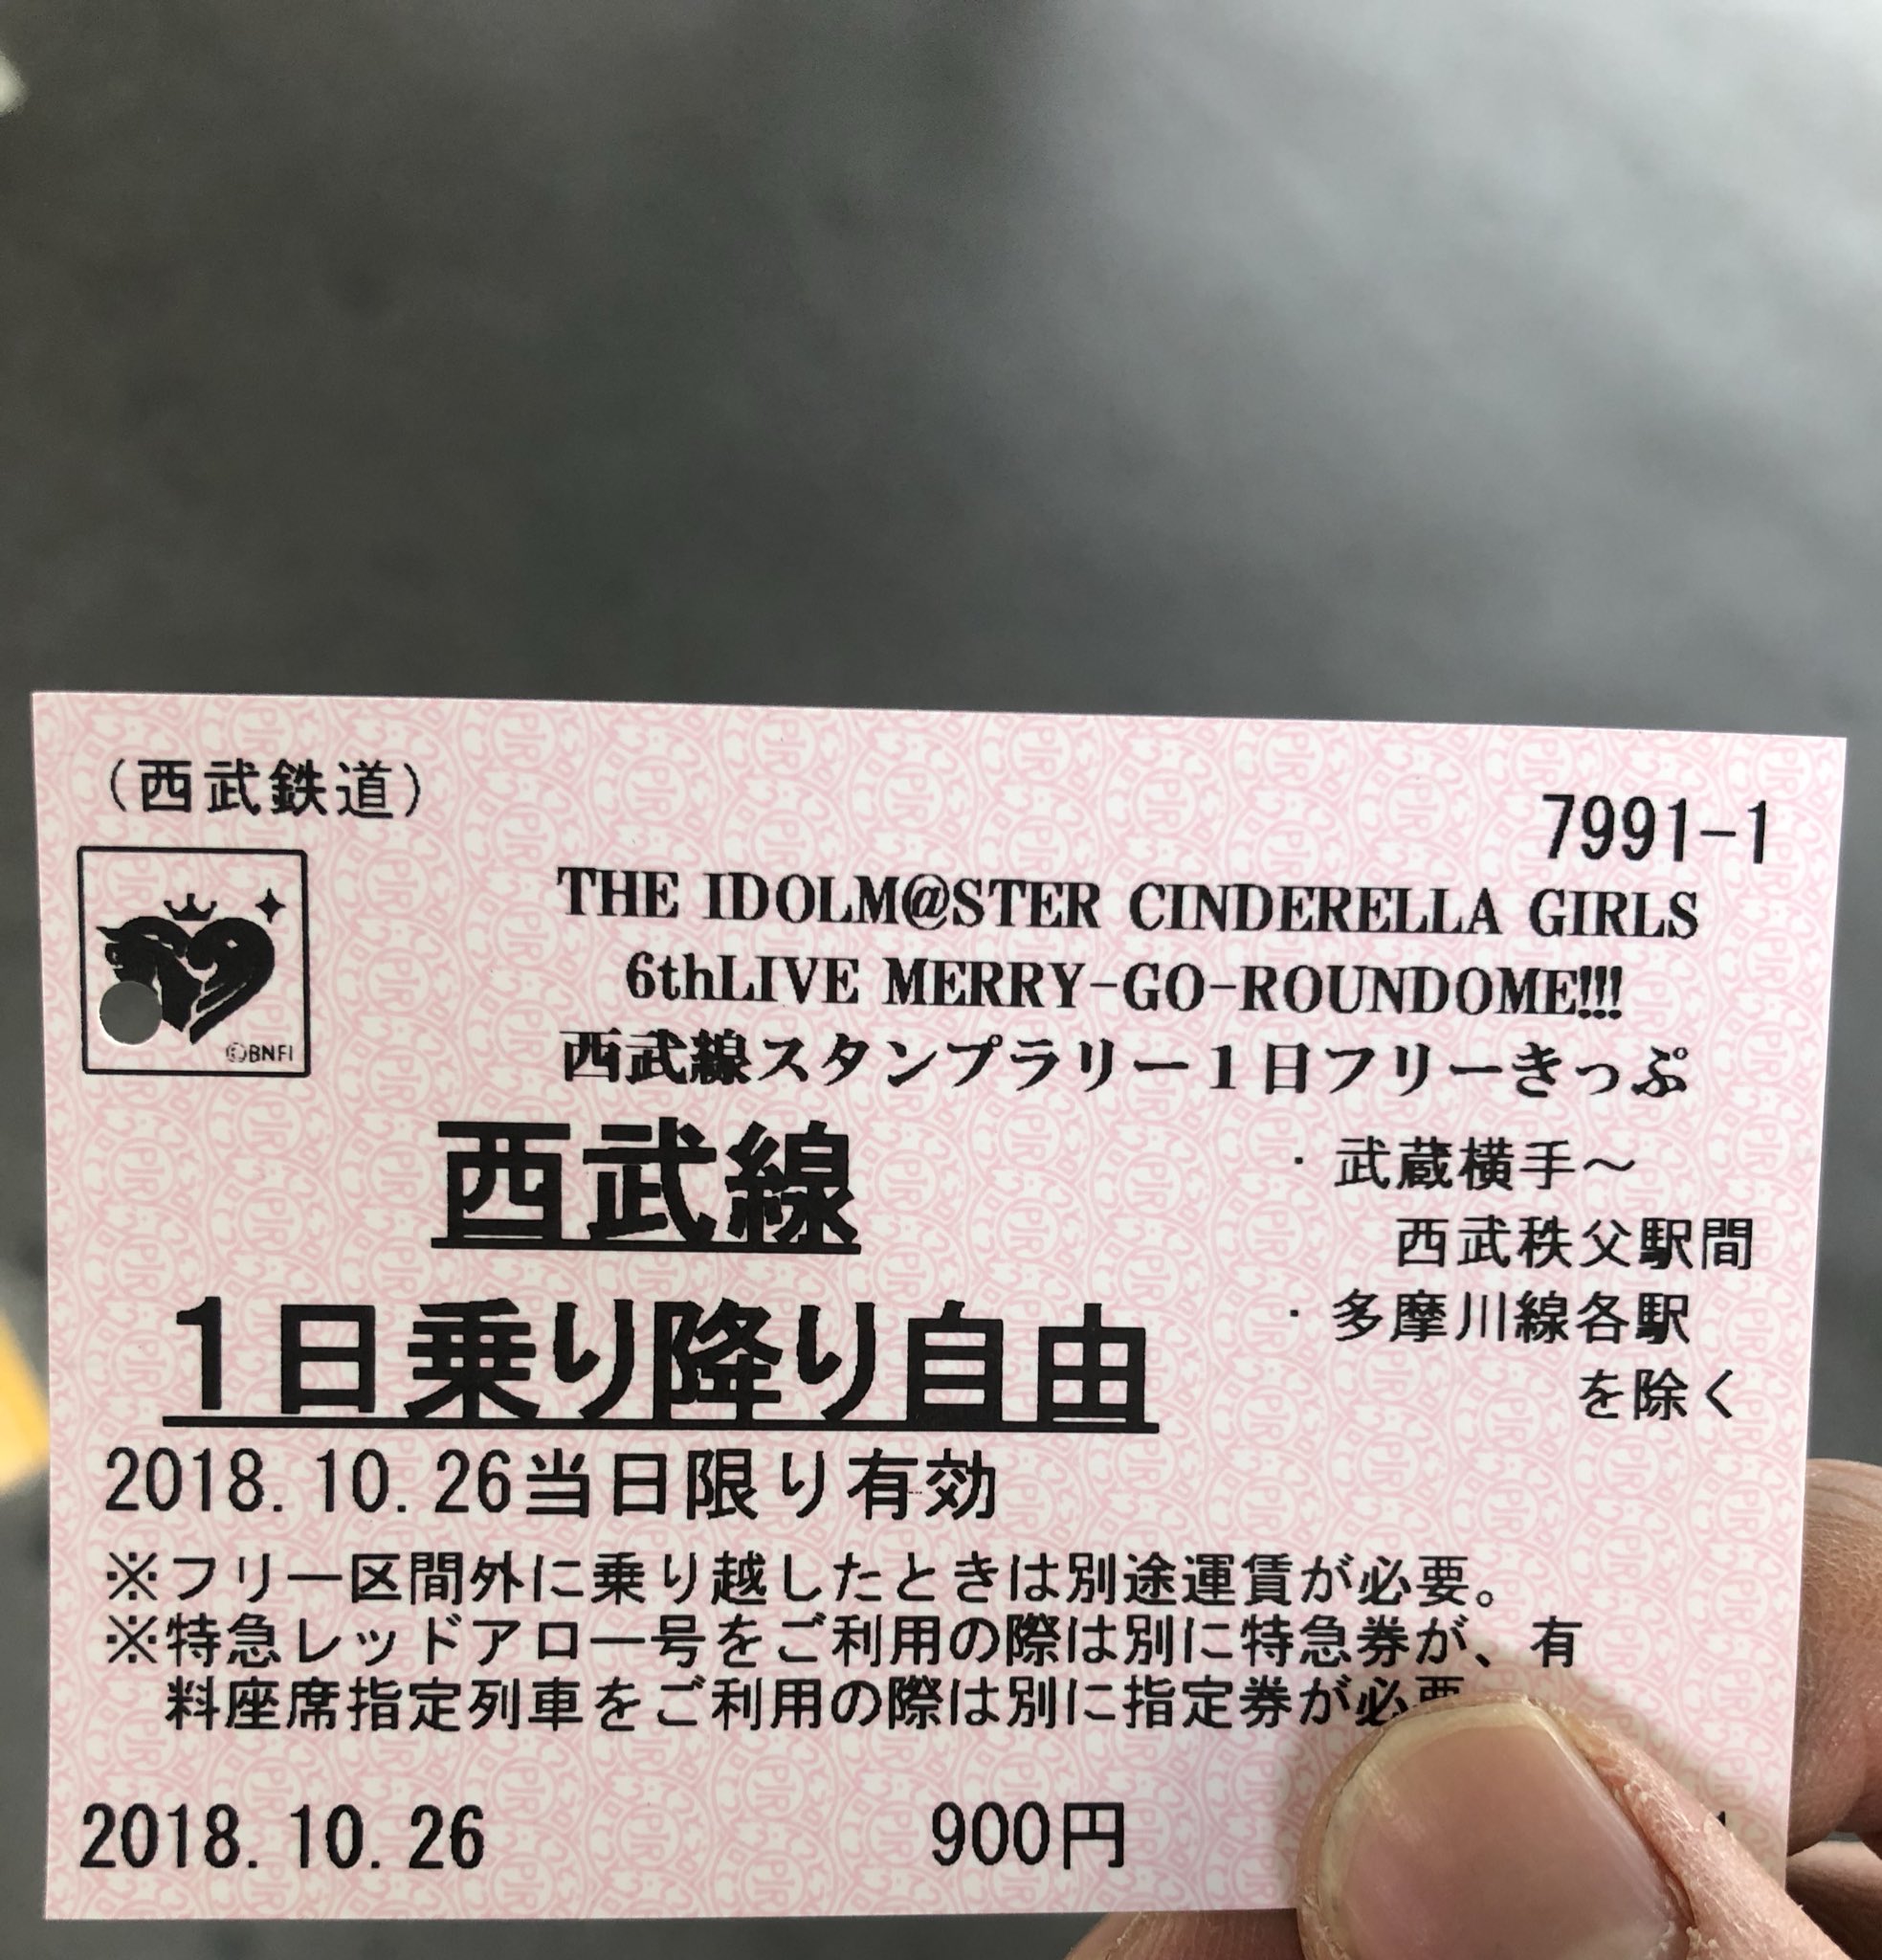 （西武鉄道）
7991-1
THE IDOLM@STER CINDERELLA GIRLS
6thLIVE MERRY-GO-ROUNDOME!!!
©BNEI
西武線スタンプラリー１日フリーきっぷ
西武線
１日乗り降り自由
・武蔵横手～
西武秩父駅間
・多摩川線各駅
を除く
2018.10.26当日限り有効
※フリー区間外に乗り越したときは別途運賃が必要。
※特急レッドアロー号をご利用の際は別に特急券が、有
料座席指定列車をご利用の際は別に指定券が必要
2018.10.26
900円